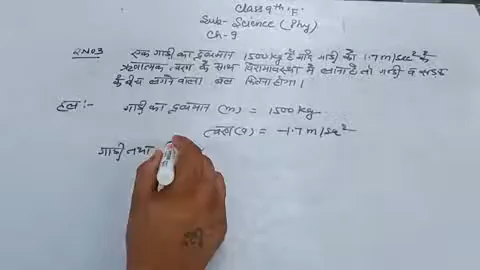 Class 9th 'F'
Sub- Science (Phy)
Ch-9
Q.NO3 एक गाड़ी का द्रव्यमान 1500 kg है यदि गाड़ी को 1.7 m/sec² के
ऋणात्मक त्वरण के साथ विरामावस्था में लाना है तो गाड़ी व सड़क
के बीच लगने वाला बल कितना होगा।
हल:- गाड़ी का द्रव्यमान (m) = 1500 kg
त्वरण (a) = -1.7 m/sec²
गाड़ी तथा